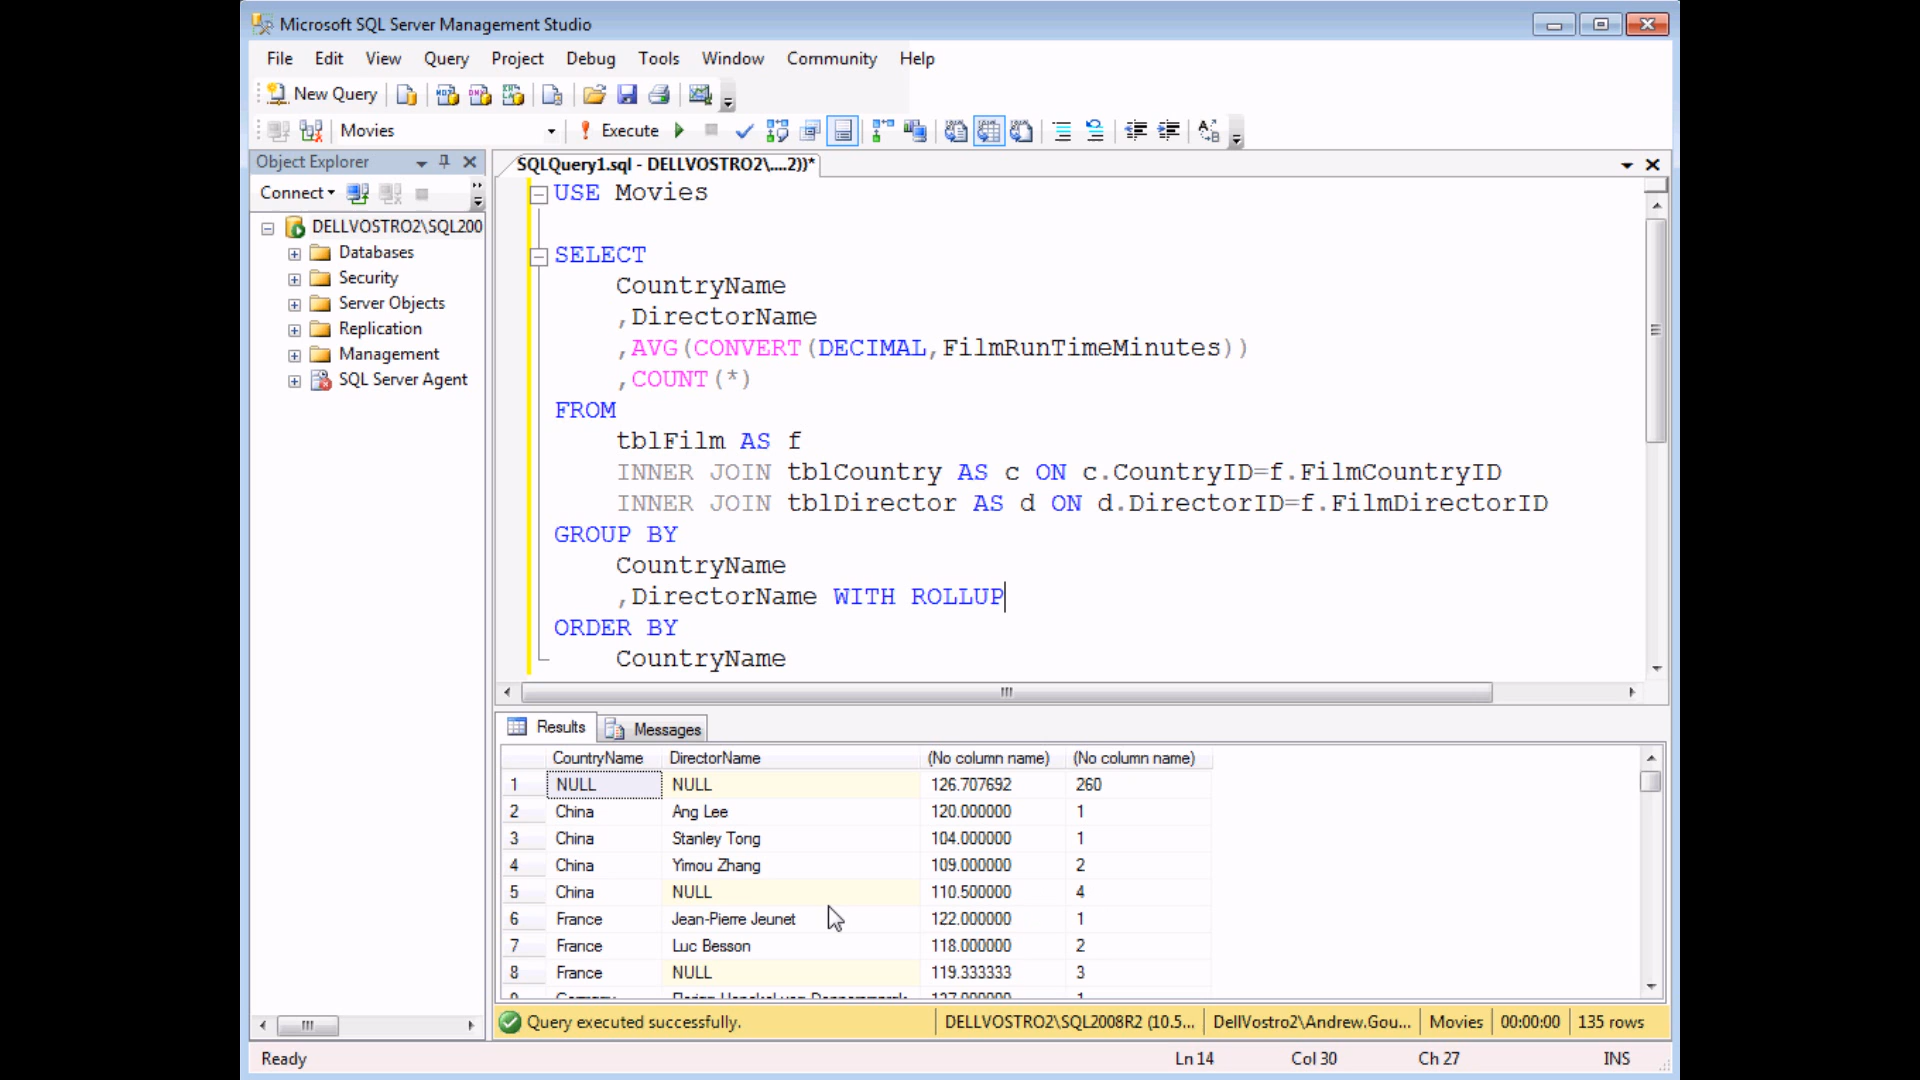 Microsoft SQL Server Management Studio
File Edit View Query Project Debug Tools Window Community Help
New Query
Movies Execute
Object Explorer
SQLQuery1.sql - DELLVOSTRO2\....2))*
Connect
DELLVOSTRO2\SQL200
Databases
Security
Server Objects
Replication
Management
SQL Server Agent
USE Movies
SELECT
CountryName
,DirectorName
,AVG(CONVERT(DECIMAL,FilmRunTimeMinutes))
,COUNT(*)
FROM
tblFilm AS f
INNER JOIN tblCountry AS c ON c.CountryID=f.FilmCountryID
INNER JOIN tblDirector AS d ON d.DirectorID=f.FilmDirectorID
GROUP BY
CountryName
,DirectorName WITH ROLLUP
ORDER BY
CountryName
Results Messages
CountryName DirectorName (No column name) (No column name)
1 NULL NULL 126.707692 260
2 China Ang Lee 120.000000 1
3 China Stanley Tong 104.000000 1
4 China Yimou Zhang 109.000000 2
5 China NULL 110.500000 4
6 France Jean-Pierre Jeunet 122.000000 1
7 France Luc Besson 118.000000 2
8 France NULL 119.333333 3
Query executed successfully. DELLVOSTRO2\SQL2008R2 (10.5... DellVostro2\Andrew.Gou... Movies 00:00:00 135 rows
Ready Ln 14 Col 30 Ch 27 INS